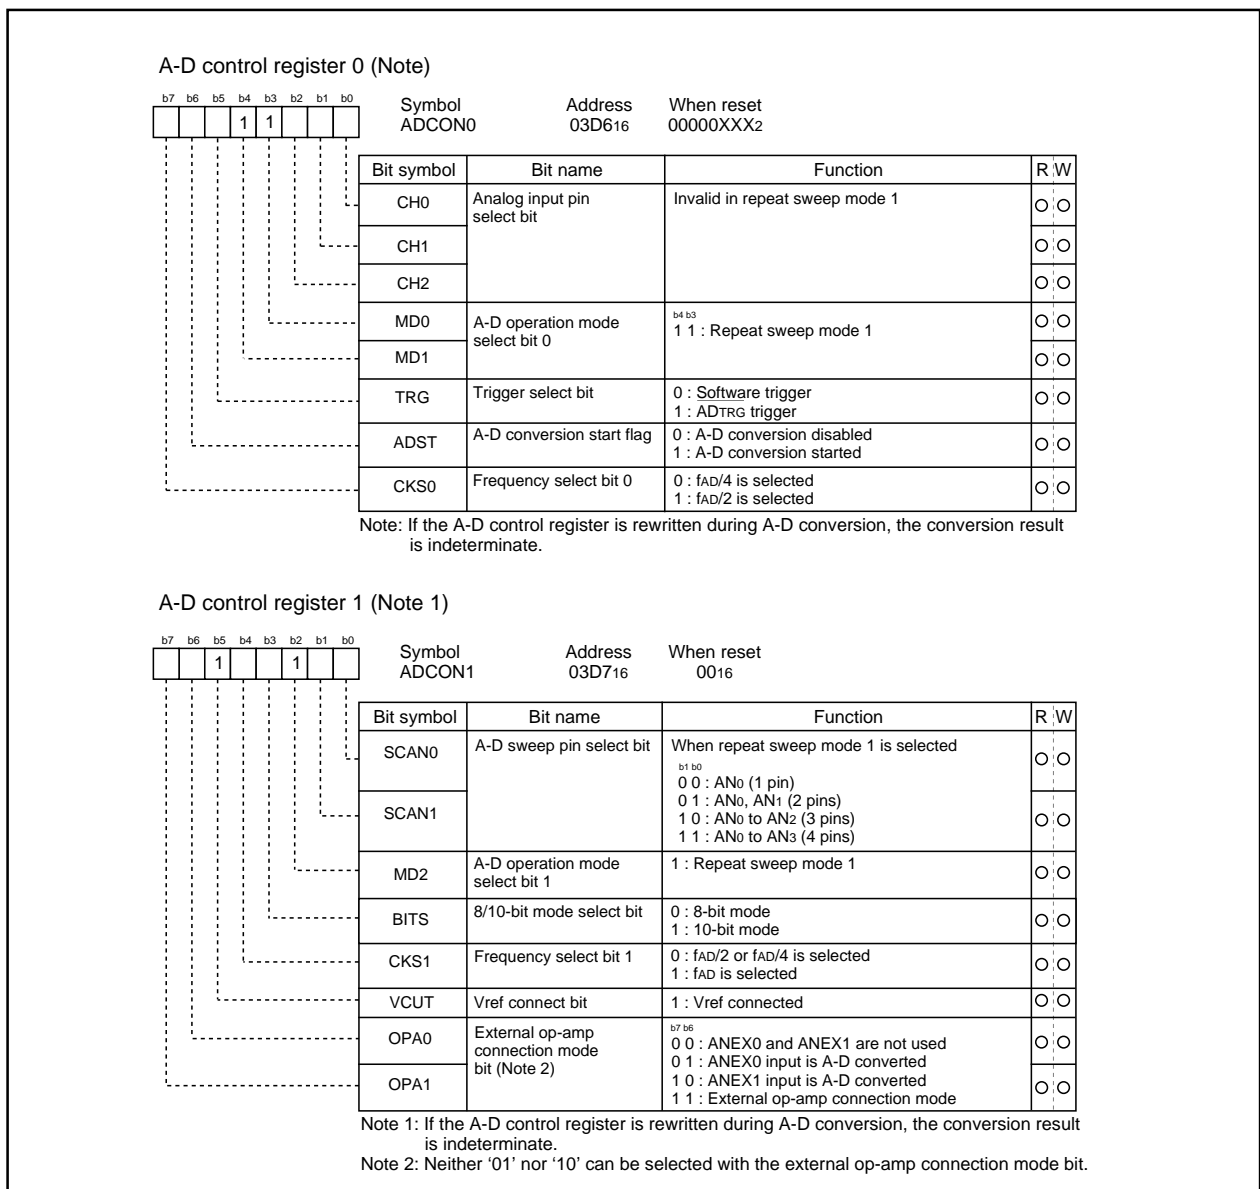 A-D control register 0 (Note)
b7 b6 b5 b4 b3 b2 b1 b0
1 1
Symbol Address When reset
ADCON0 03D616 00000XXX2
Bit symbol Bit name Function R W
CH0 Analog input pin Invalid in repeat sweep mode 1
select bit
CH1
CH2
MD0 A-D operation mode b4 b3
select bit 0 1 1 : Repeat sweep mode 1
MD1
TRG Trigger select bit 0 : Software trigger
1 : ADTRG trigger
ADST A-D conversion start flag 0 : A-D conversion disabled
1 : A-D conversion started
CKS0 Frequency select bit 0 0 : fAD/4 is selected
1 : fAD/2 is selected
Note: If the A-D control register is rewritten during A-D conversion, the conversion result
is indeterminate.
A-D control register 1 (Note 1)
b7 b6 b5 b4 b3 b2 b1 b0
1 1
Symbol Address When reset
ADCON1 03D716 0016
Bit symbol Bit name Function R W
SCAN0 A-D sweep pin select bit When repeat sweep mode 1 is selected
b1 b0
0 0 : AN0 (1 pin)
0 1 : AN0, AN1 (2 pins)
SCAN1 1 0 : AN0 to AN2 (3 pins)
1 1 : AN0 to AN3 (4 pins)
MD2 A-D operation mode 1 : Repeat sweep mode 1
select bit 1
BITS 8/10-bit mode select bit 0 : 8-bit mode
1 : 10-bit mode
CKS1 Frequency select bit 1 0 : fAD/2 or fAD/4 is selected
1 : fAD is selected
VCUT Vref connect bit 1 : Vref connected
OPA0 External op-amp b7 b6
connection mode 0 0 : ANEX0 and ANEX1 are not used
bit (Note 2) 0 1 : ANEX0 input is A-D converted
OPA1 1 0 : ANEX1 input is A-D converted
1 1 : External op-amp connection mode
Note 1: If the A-D control register is rewritten during A-D conversion, the conversion result
is indeterminate.
Note 2: Neither ‘01’ nor ‘10’ can be selected with the external op-amp connection mode bit.